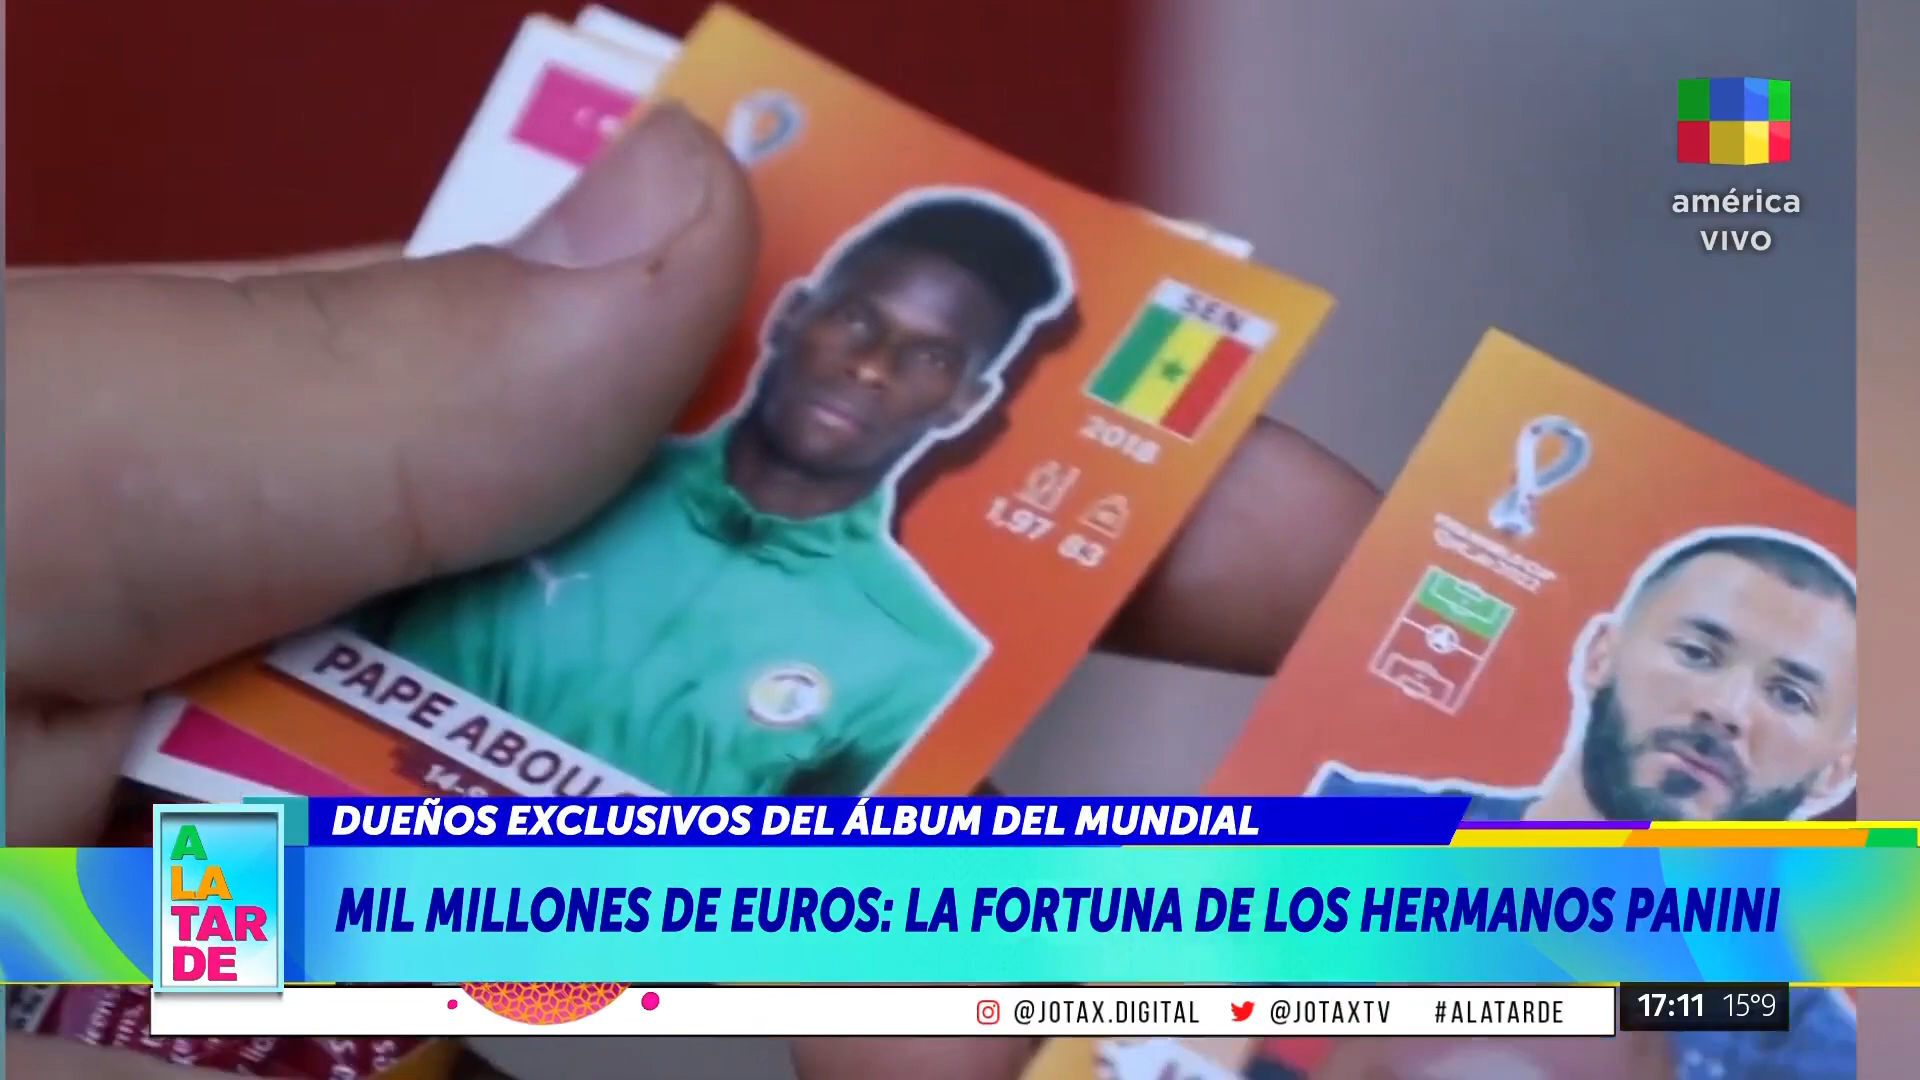 américa
VIVO
SEN
2018
1,97 83
PAPE ABOU
DUEÑOS EXCLUSIVOS DEL ÁLBUM DEL MUNDIAL
A
LA
TAR
DE
MIL MILLONES DE EUROS: LA FORTUNA DE LOS HERMANOS PANINI
@JOTAX.DIGITAL @JOTAXTV #ALATARDE
17:11 15°9